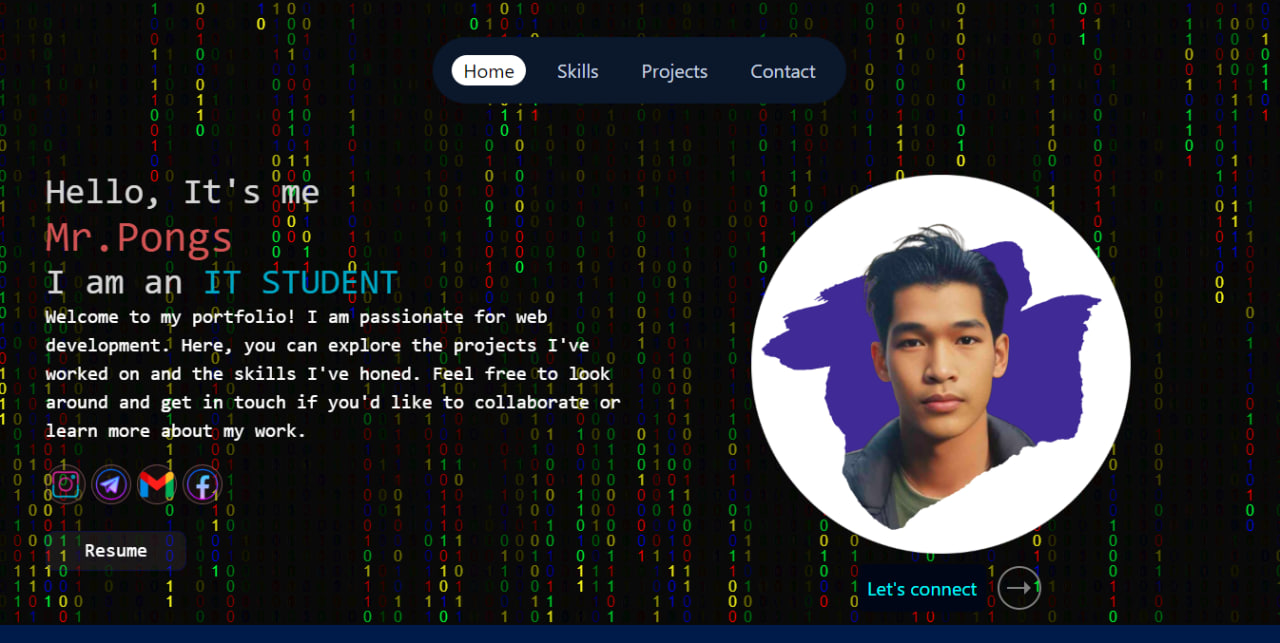 Home Skills Projects Contact
Hello, It's me
Mr.Pongs
I am an IT STUDENT
Welcome to my portfolio! I am passionate for web
development. Here, you can explore the projects I've
worked on and the skills I've honed. Feel free to look
around and get in touch if you'd like to collaborate or
learn more about my work.
Resume
Let's connect